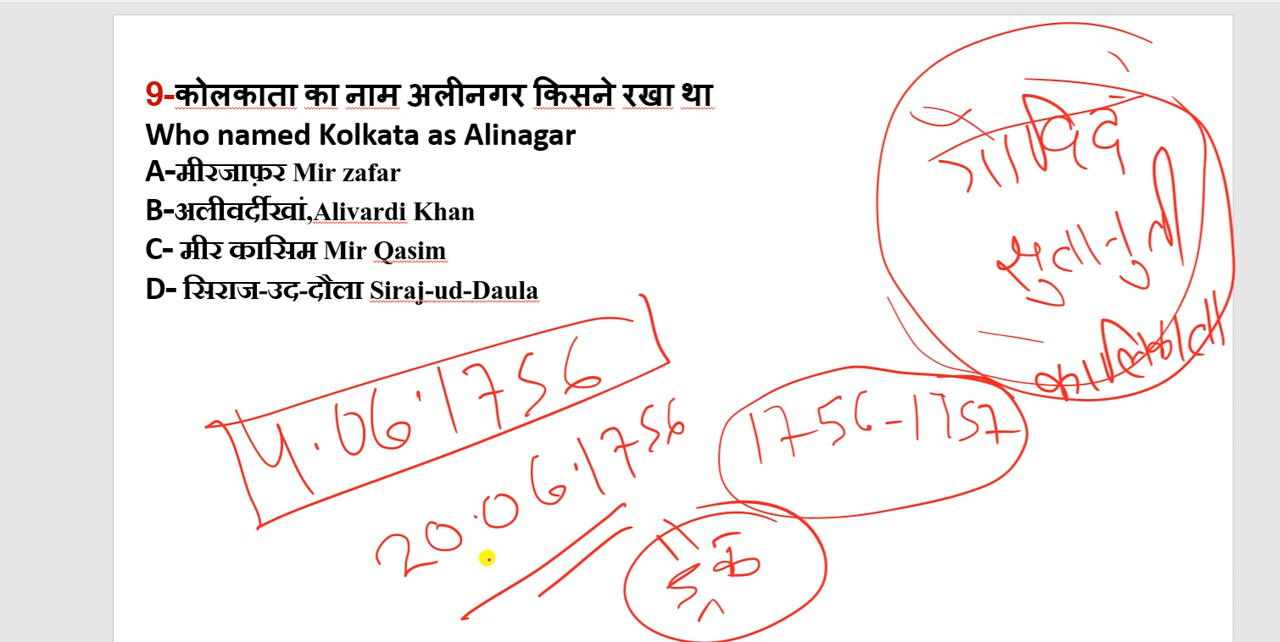 9-कोलकाता का नाम अलीनगर किसने रखा था
Who named Kolkata as Alinagar
A-मीरजाफ़र Mir zafar
B-अलीवर्दीखां,Alivardi Khan
C- मीर कासिम Mir Qasim
D- सिराज-उद-दौला Siraj-ud-Daula
गोविंद
सुतानुती
कालिकाता
4.06.1756
20.06.1756
1756-1757